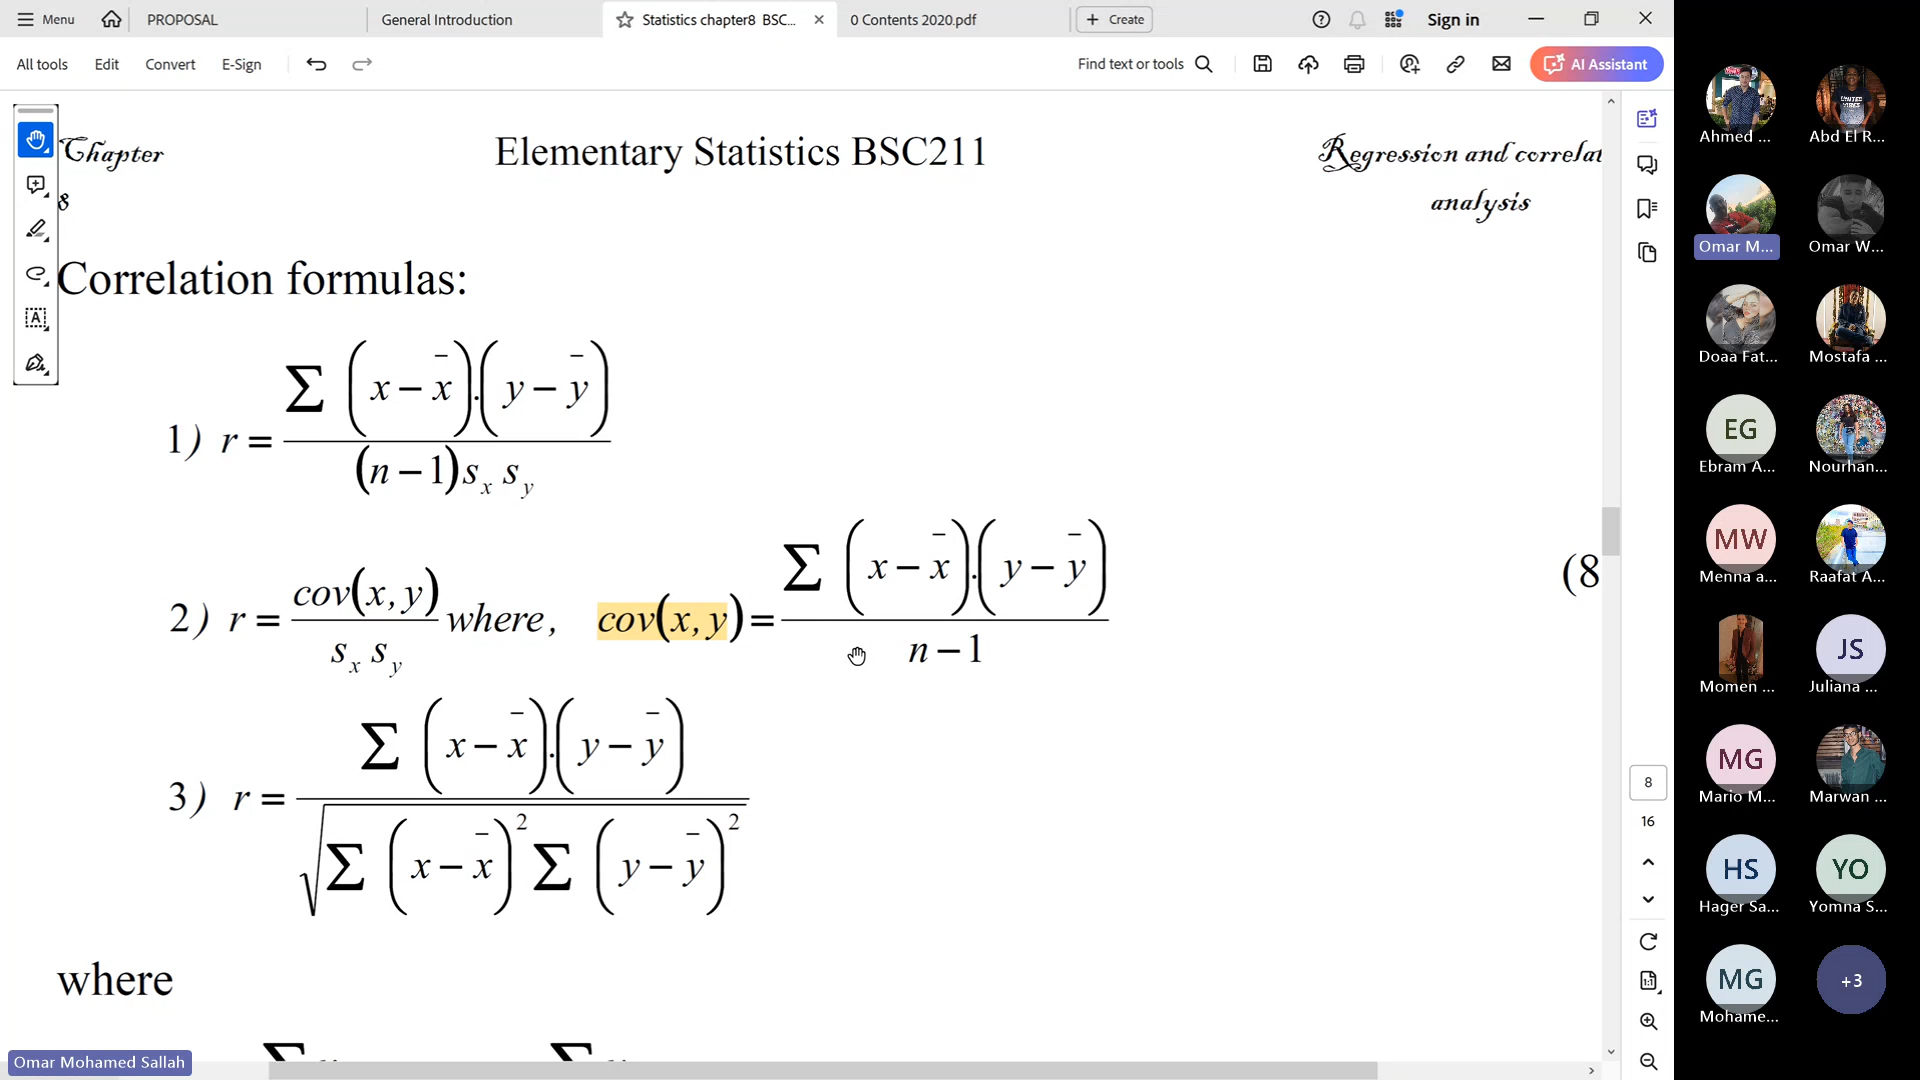 Menu
PROPOSAL
General Introduction
Statistics chapter8 BSC...
0 Contents 2020.pdf
Create
Sign in
All tools
Edit
Convert
E-Sign
Find text or tools
AI Assistant
Chapter
8
Elementary Statistics BSC211
Regression and correlat
analysis
Correlation formulas:
1) r = ∑ (x − x̄).(y − ȳ) / (n − 1) sₓ s_y
2) r = cov(x, y) / sₓ s_y where, cov(x, y) = ∑ (x − x̄).(y − ȳ) / n − 1
(8
3) r = ∑ (x − x̄).(y − ȳ) / √∑ (x − x̄)² ∑ (y − ȳ)²
where
8
16
Omar Mohamed Sallah
Ahmed ...
Abd El R...
UNITED
VIBES
Omar M...
Omar W...
Doaa Fat...
Mostafa ...
EG
Ebram A...
Nourhan...
MW
Menna a...
Raafat A...
Momen ...
JS
Juliana ...
MG
Mario M...
Marwan ...
HS
Hager Sa...
YO
Yomna S...
MG
Mohame...
+3